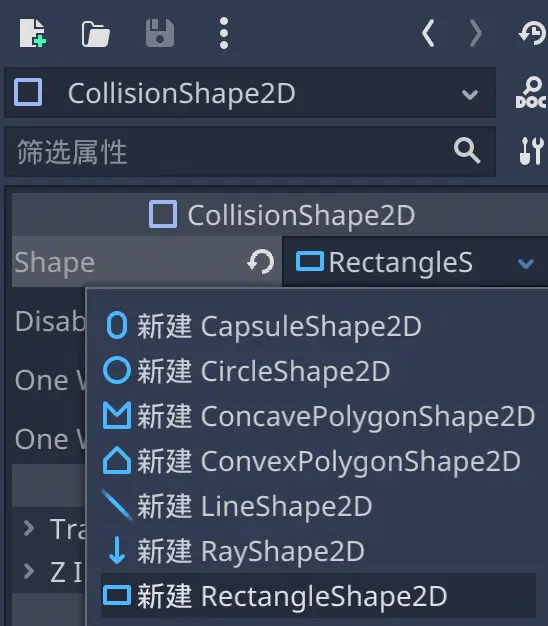 CollisionShape2D
DOC
筛选属性
CollisionShape2D
Shape
RectangleS
新建 CapsuleShape2D
Disab
新建 CircleShape2D
One W
新建 ConcavePolygonShape2D
One W
新建 ConvexPolygonShape2D
新建 LineShape2D
Tra
新建 RayShape2D
Z I
新建 RectangleShape2D